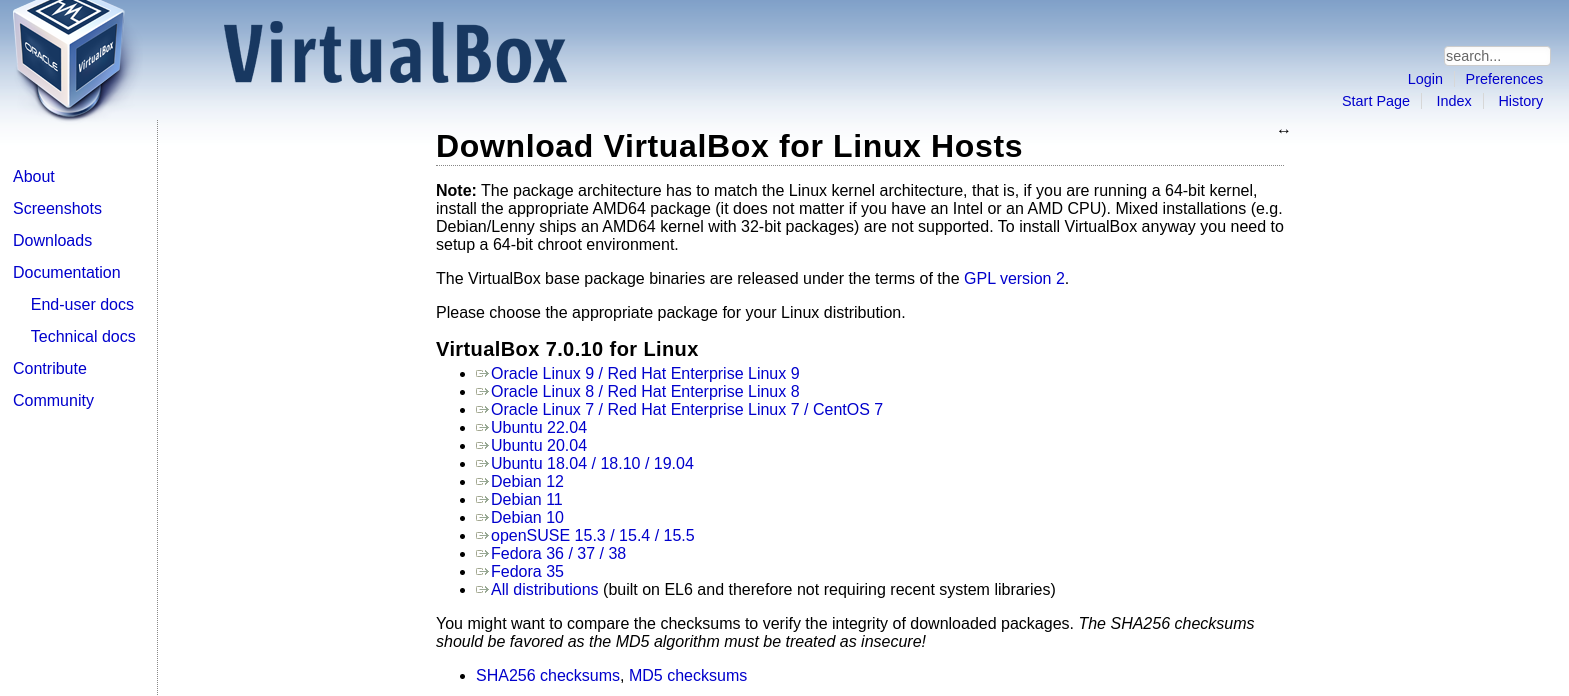 ORACLE
VirtualBox
VirtualBox
search...
Login Preferences
Start Page Index History
About
Screenshots
Downloads
Documentation
End-user docs
Technical docs
Contribute
Community
Download VirtualBox for Linux Hosts
Note: The package architecture has to match the Linux kernel architecture, that is, if you are running a 64-bit kernel,
install the appropriate AMD64 package (it does not matter if you have an Intel or an AMD CPU). Mixed installations (e.g.
Debian/Lenny ships an AMD64 kernel with 32-bit packages) are not supported. To install VirtualBox anyway you need to
setup a 64-bit chroot environment.
The VirtualBox base package binaries are released under the terms of the GPL version 2.
Please choose the appropriate package for your Linux distribution.
VirtualBox 7.0.10 for Linux
Oracle Linux 9 / Red Hat Enterprise Linux 9
Oracle Linux 8 / Red Hat Enterprise Linux 8
Oracle Linux 7 / Red Hat Enterprise Linux 7 / CentOS 7
Ubuntu 22.04
Ubuntu 20.04
Ubuntu 18.04 / 18.10 / 19.04
Debian 12
Debian 11
Debian 10
openSUSE 15.3 / 15.4 / 15.5
Fedora 36 / 37 / 38
Fedora 35
All distributions (built on EL6 and therefore not requiring recent system libraries)
You might want to compare the checksums to verify the integrity of downloaded packages. The SHA256 checksums
should be favored as the MD5 algorithm must be treated as insecure!
SHA256 checksums, MD5 checksums